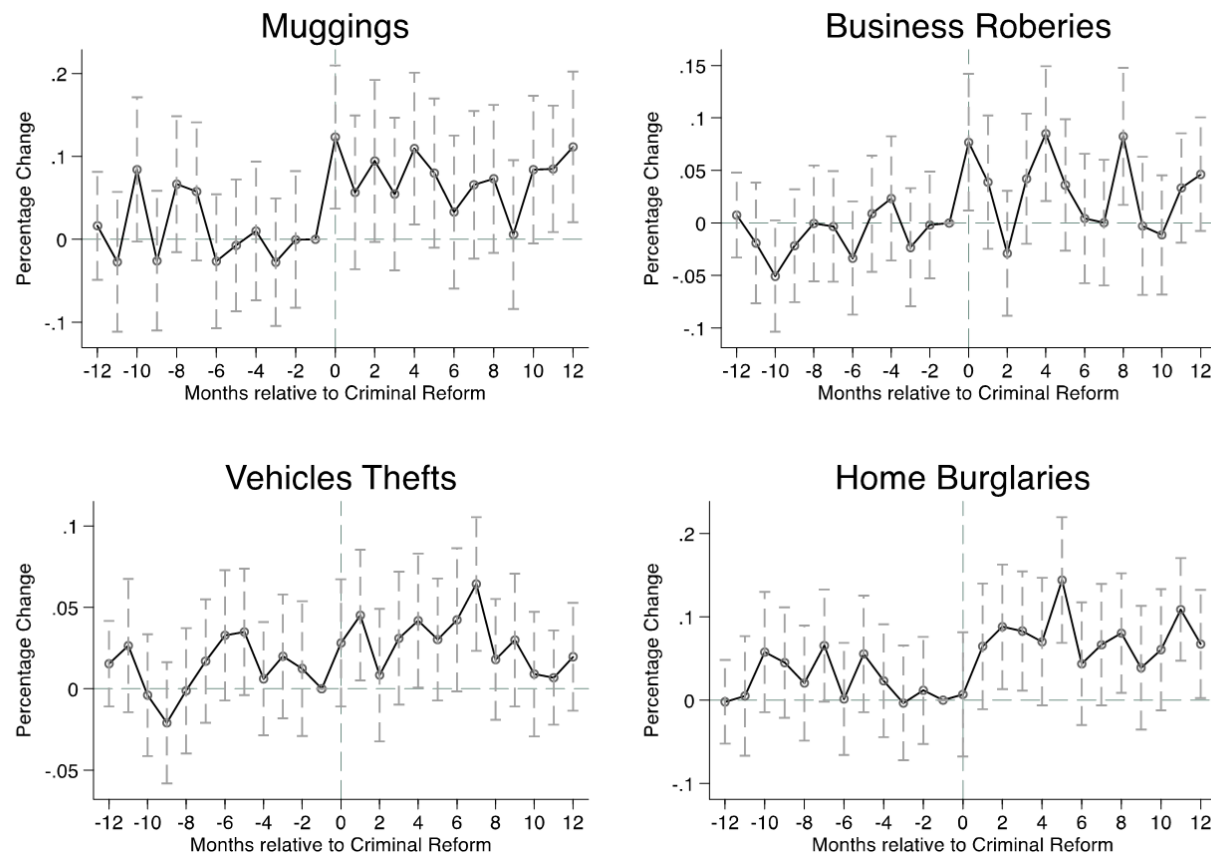 Muggings
Percentage Change
.2
.1
0
-.1
-12 -10 -8 -6 -4 -2 0 2 4 6 8 10 12
Months relative to Criminal Reform
Business Roberies
Percentage Change
.15
.1
.05
0
-.05
-.1
-12 -10 -8 -6 -4 -2 0 2 4 6 8 10 12
Months relative to Criminal Reform
Vehicles Thefts
Percentage Change
.1
.05
0
-.05
-12 -10 -8 -6 -4 -2 0 2 4 6 8 10 12
Months relative to Criminal Reform
Home Burglaries
Percentage Change
.2
.1
0
-.1
-12 -10 -8 -6 -4 -2 0 2 4 6 8 10 12
Months relative to Criminal Reform